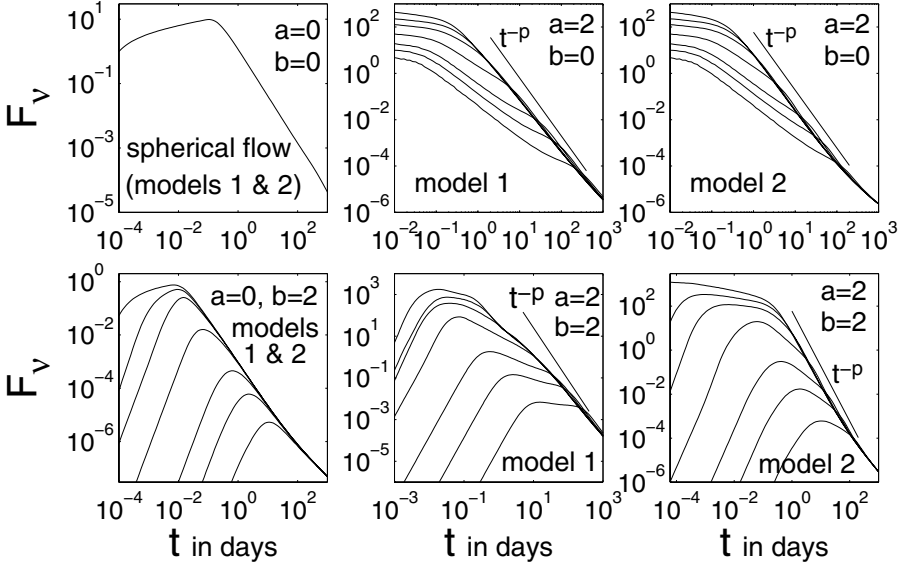 F_ν
10^1
10^−1
10^−3
10^−5
10^−4 10^−2 10^0 10^2
a=0
b=0
spherical flow
(models 1 & 2)
10^2
10^0
10^−2
10^−4
10^−6
10^−2 10^−1 10^0 10^1 10^2 10^3
t^−p
a=2
b=0
model 1
10^2
10^0
10^−2
10^−4
10^−6
10^−2 10^−1 10^0 10^1 10^2 10^3
t^−p
a=2
b=0
model 2
F_ν
10^0
10^−2
10^−4
10^−6
10^−4 10^−2 10^0 10^2
a=0, b=2
models
1 & 2
t in days
10^3
10^1
10^−1
10^−3
10^−5
10^−3 10^−1 10^1 10^3
t^−p
a=2
b=2
model 1
t in days
10^2
10^0
10^−2
10^−4
10^−6
10^−4 10^−2 10^0 10^2
a=2
b=2
t^−p
model 2
t in days